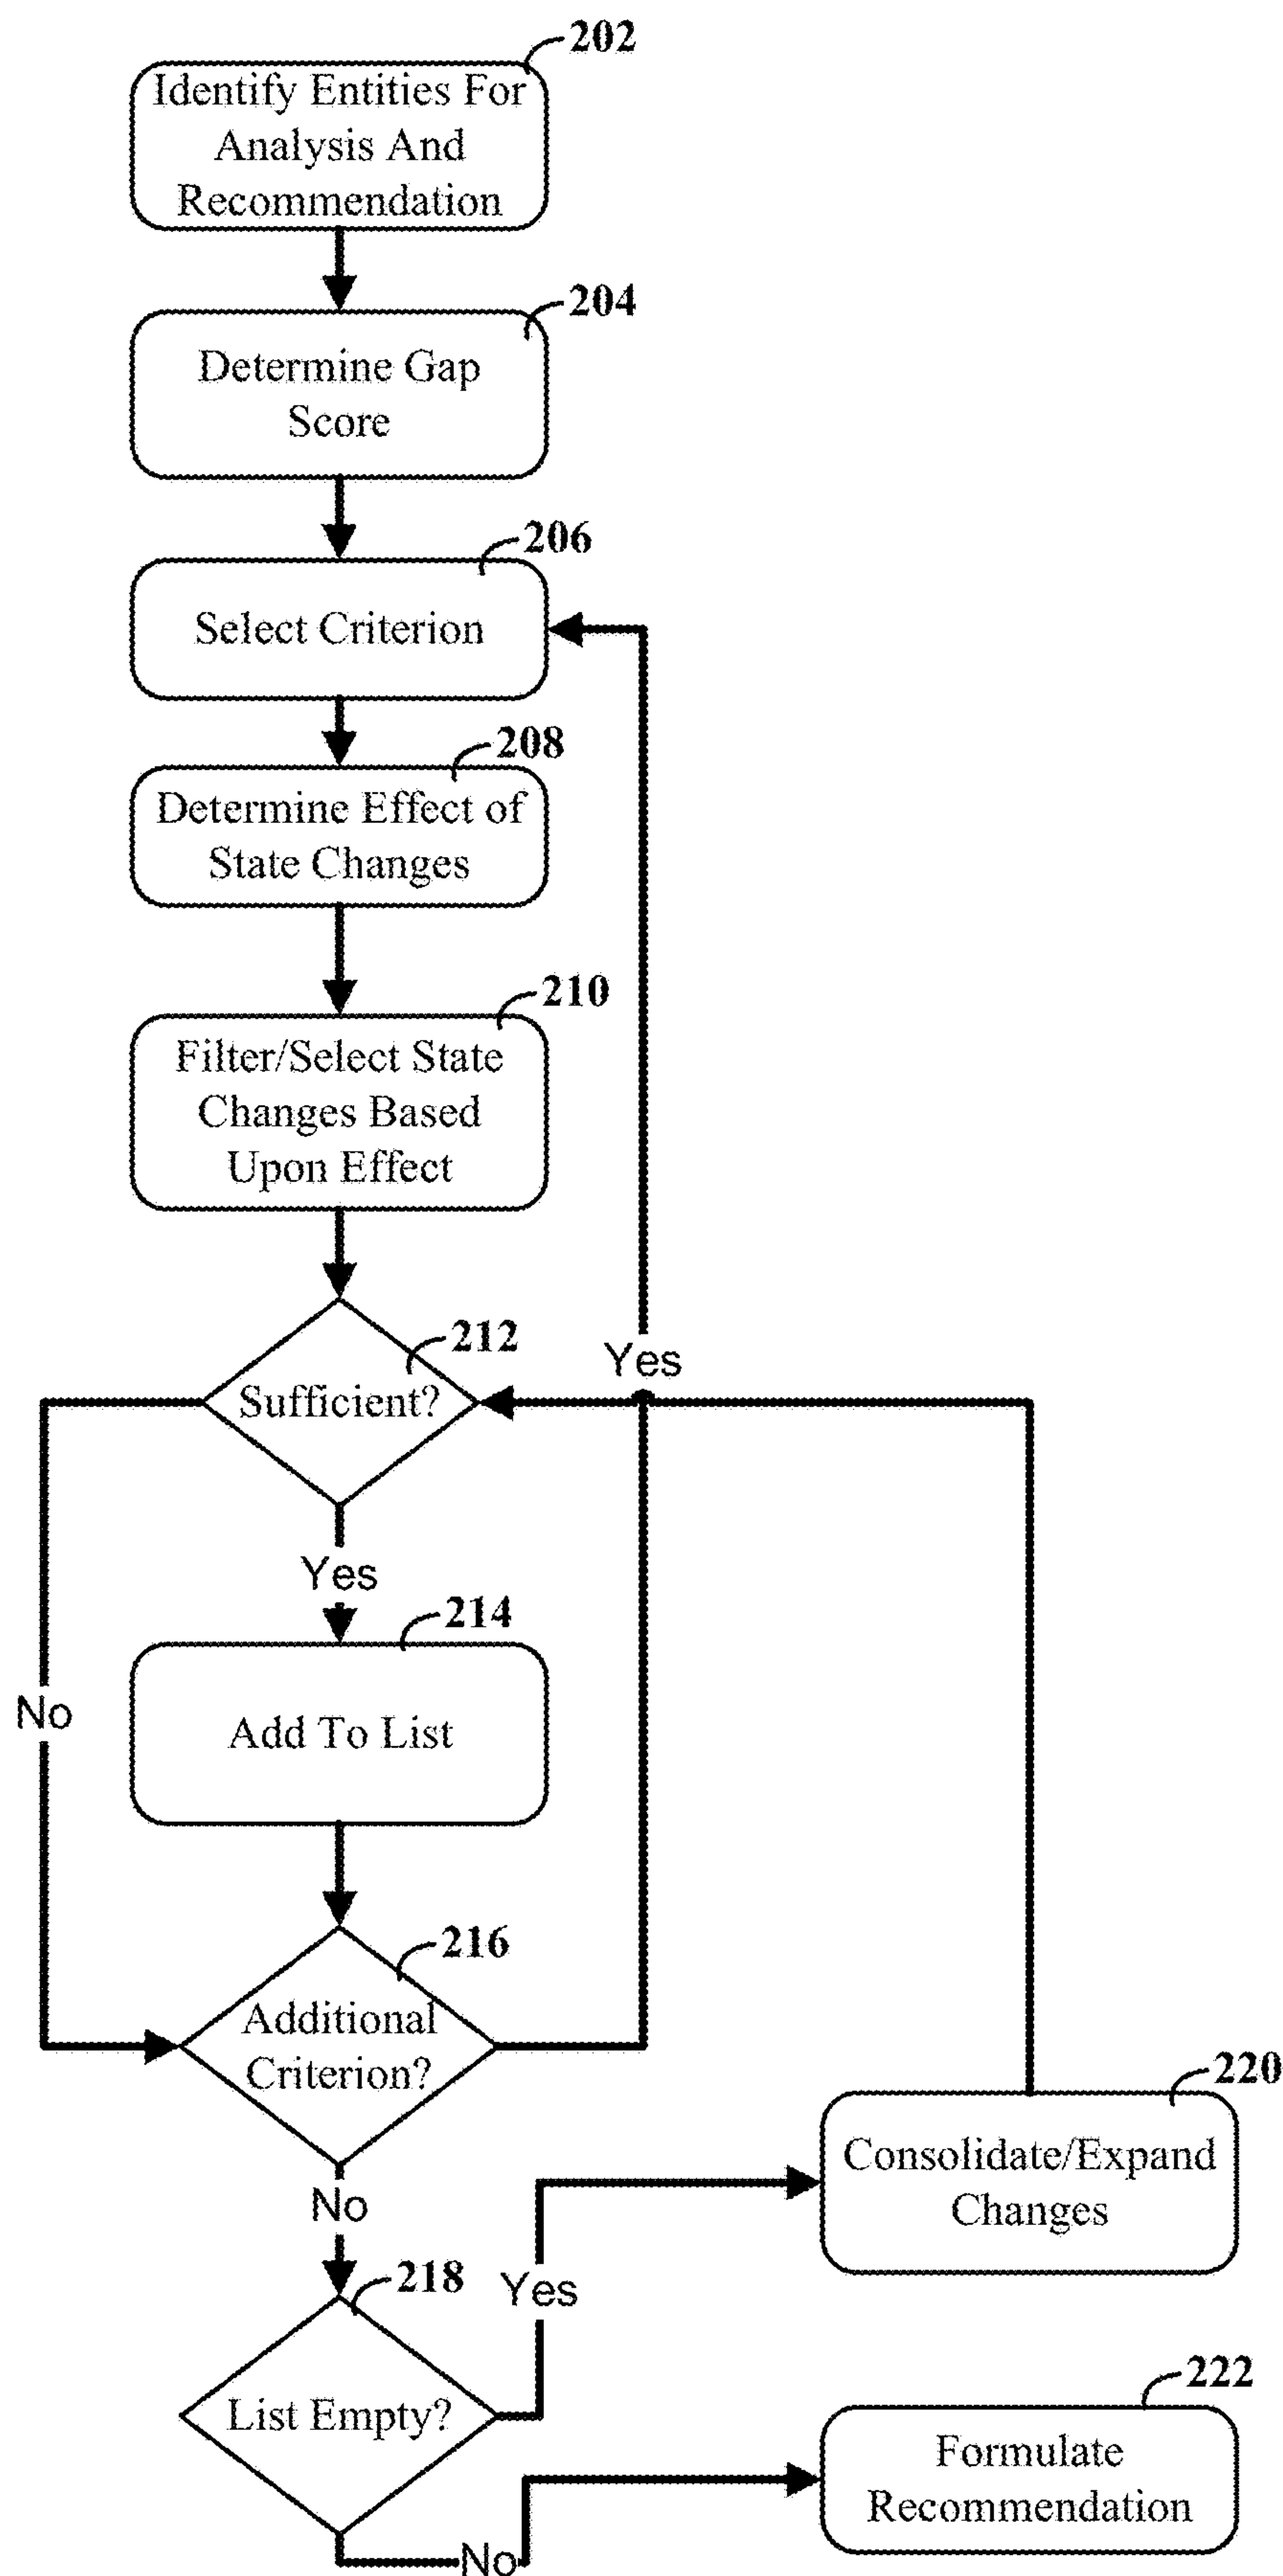 202
Identify Entities For
Analysis And
Recommendation
204
Determine Gap
Score
206
Select Criterion
208
Determine Effect of
State Changes
210
Filter/Select State
Changes Based
Upon Effect
212
Sufficient?
Yes
Yes
214
Add To List
No
216
Additional
Criterion?
220
Consolidate/Expand
Changes
No
218
Yes
List Empty?
222
Formulate
Recommendation
No